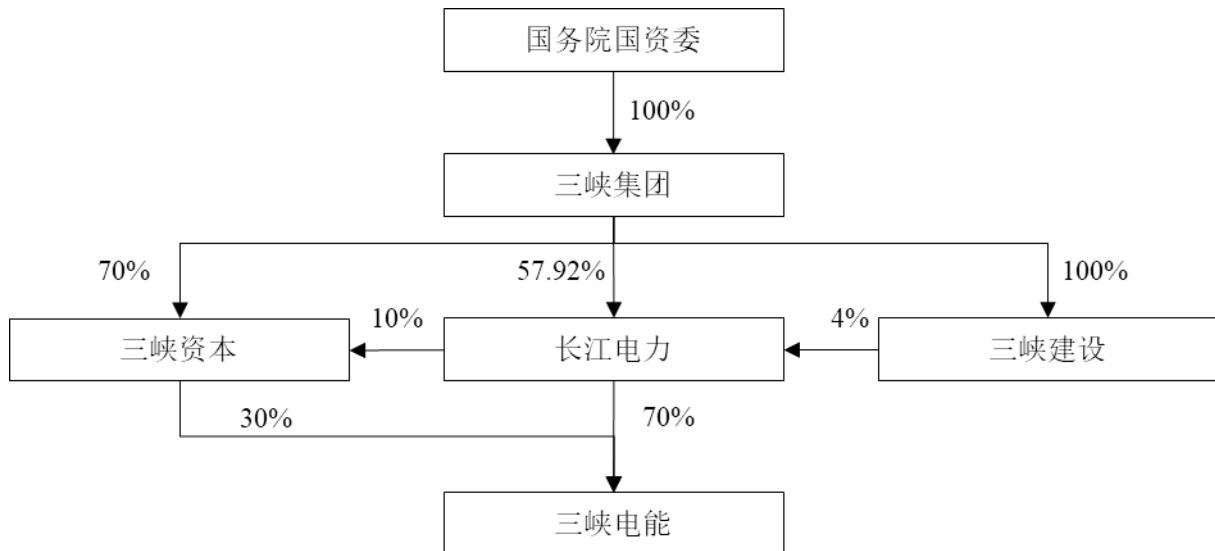 国务院国资委
100%
三峡集团
70%
57.92%
100%
三峡资本
10%
长江电力
4%
三峡建设
30%
70%
三峡电能